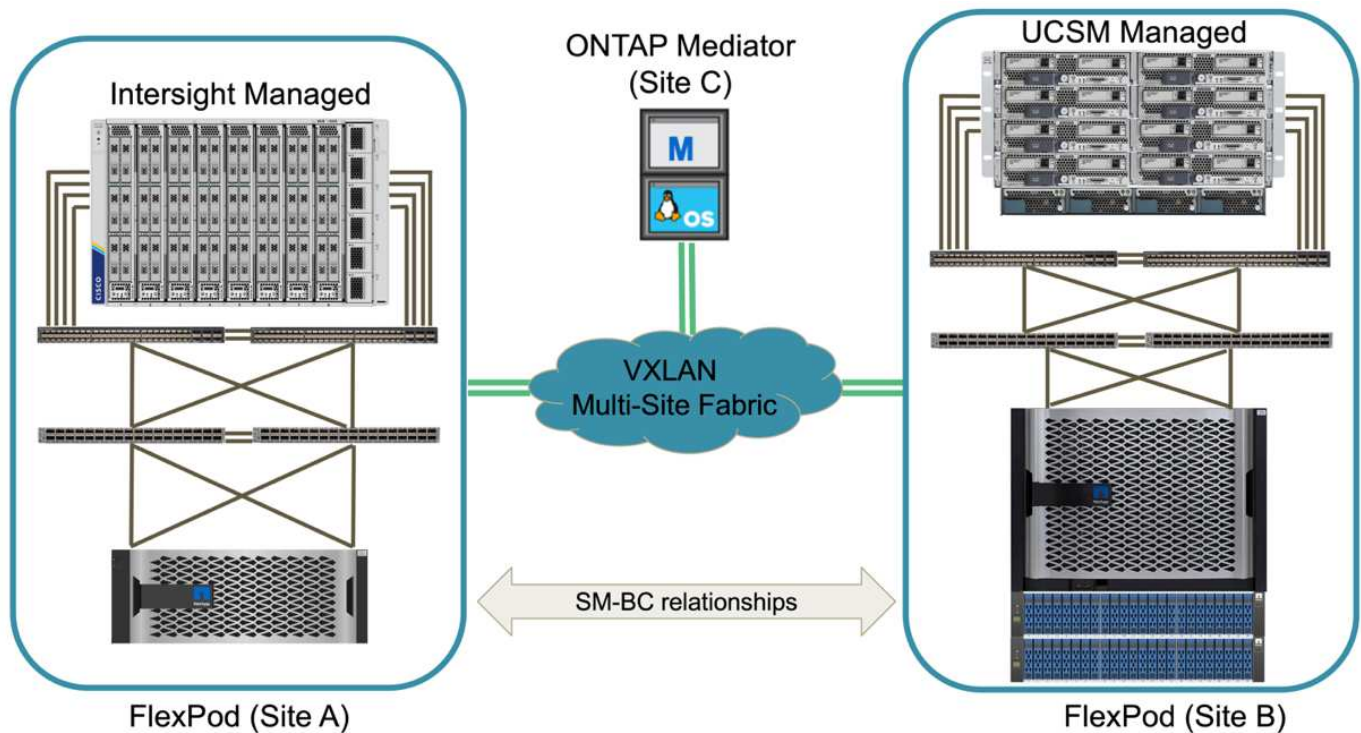 UCSM Managed
ONTAP Mediator
(Site C)
Intersight Managed
M
OS
CISCO
VXLAN
Multi-Site Fabric
SM-BC relationships
FlexPod (Site A)
FlexPod (Site B)